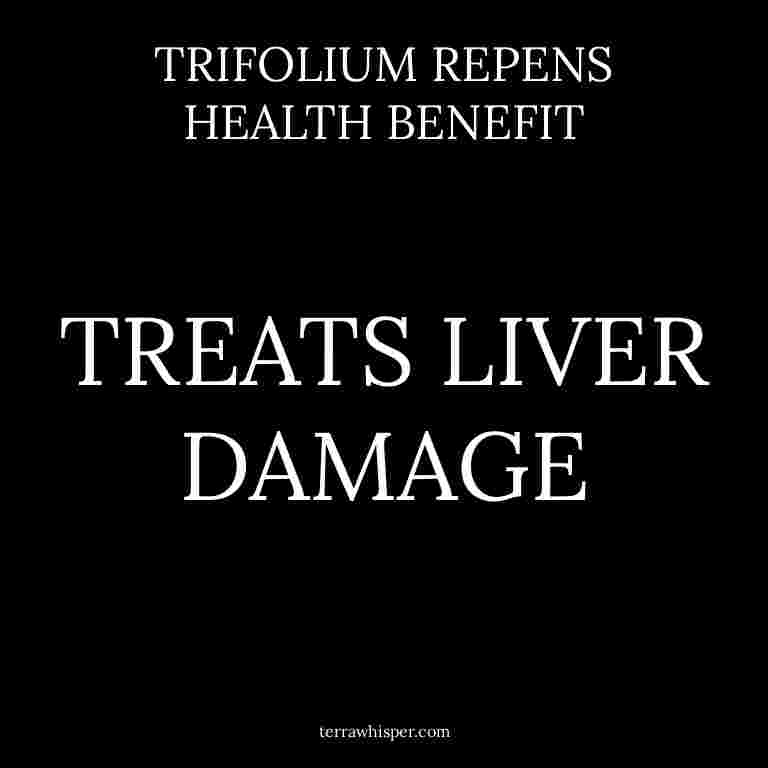 TRIFOLIUM REPENS
HEALTH BENEFIT
TREATS LIVER
DAMAGE
terrawhisper.com